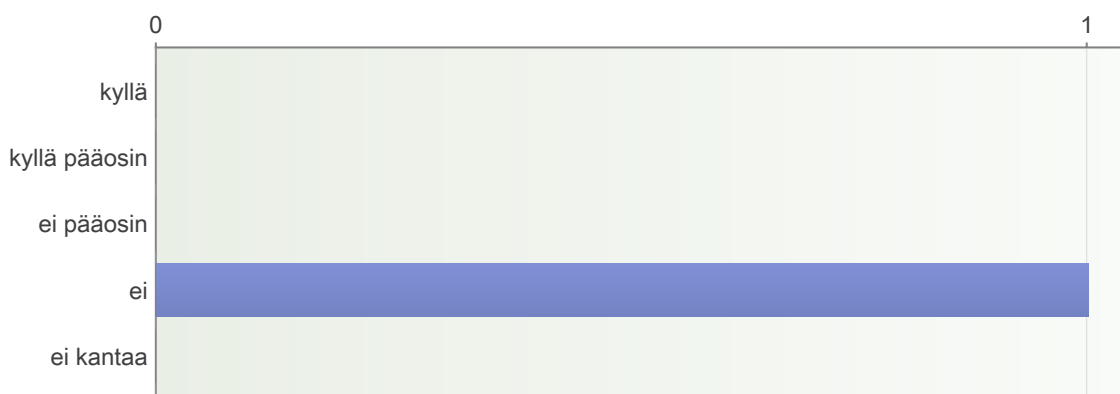 0 1
kyllä
kyllä pääosin
ei pääosin
ei
ei kantaa